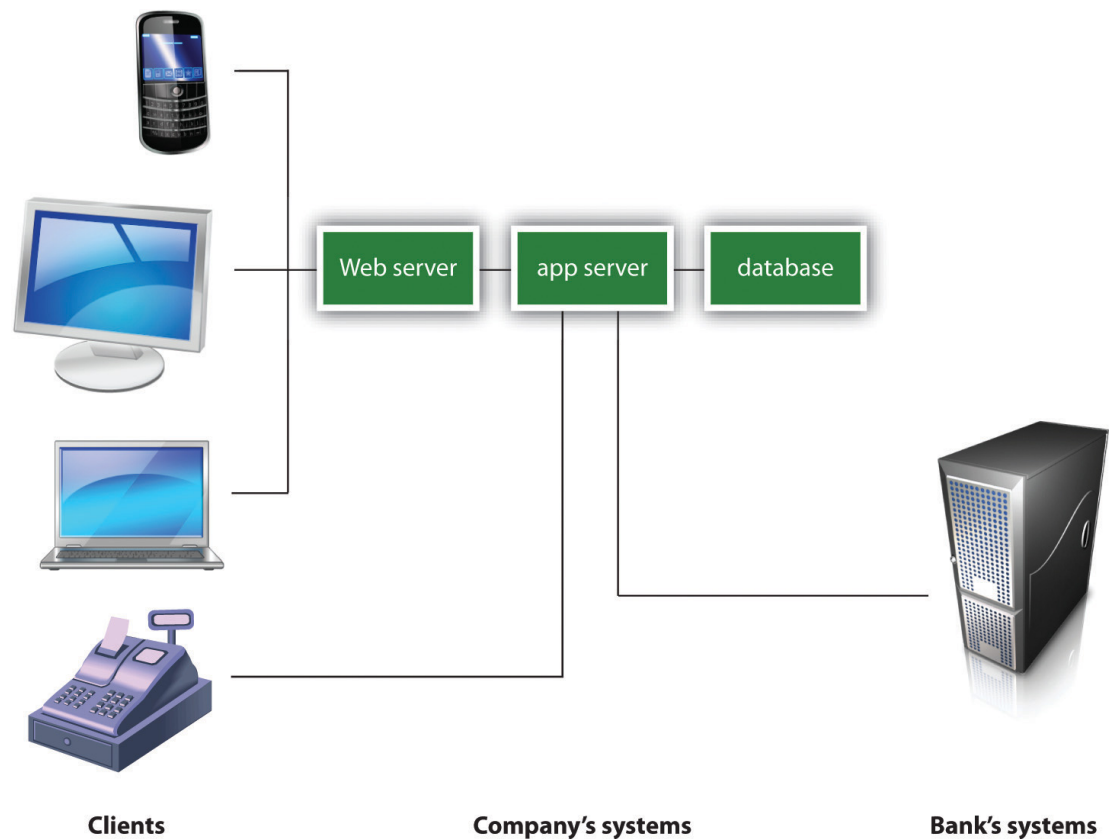 Web server
app server
database
Clients
Company's systems
Bank's systems